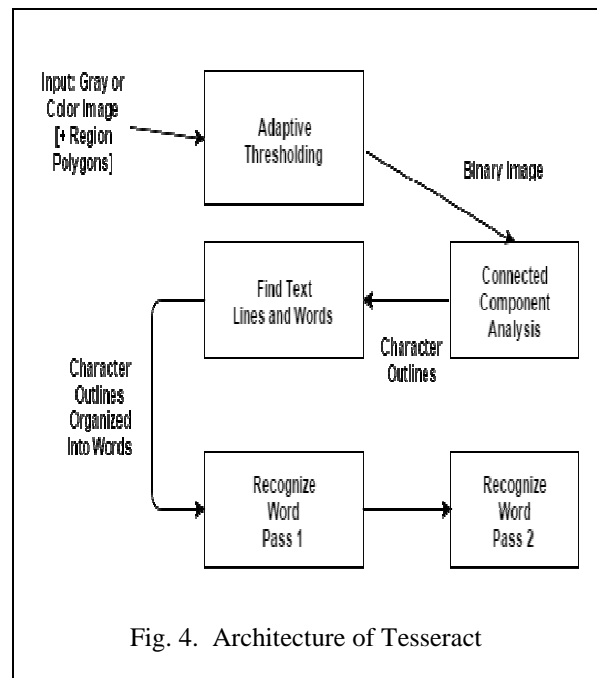 Input: Gray or
Color Image
[+ Region
Polygons]
Adaptive
Thresholding
Binary Image
Connected
Component
Analysis
Character
Outlines
Find Text
Lines and Words
Character
Outlines
Organized
Into Words
Recognize
Word
Pass 1
Recognize
Word
Pass 2
Fig. 4. Architecture of Tesseract